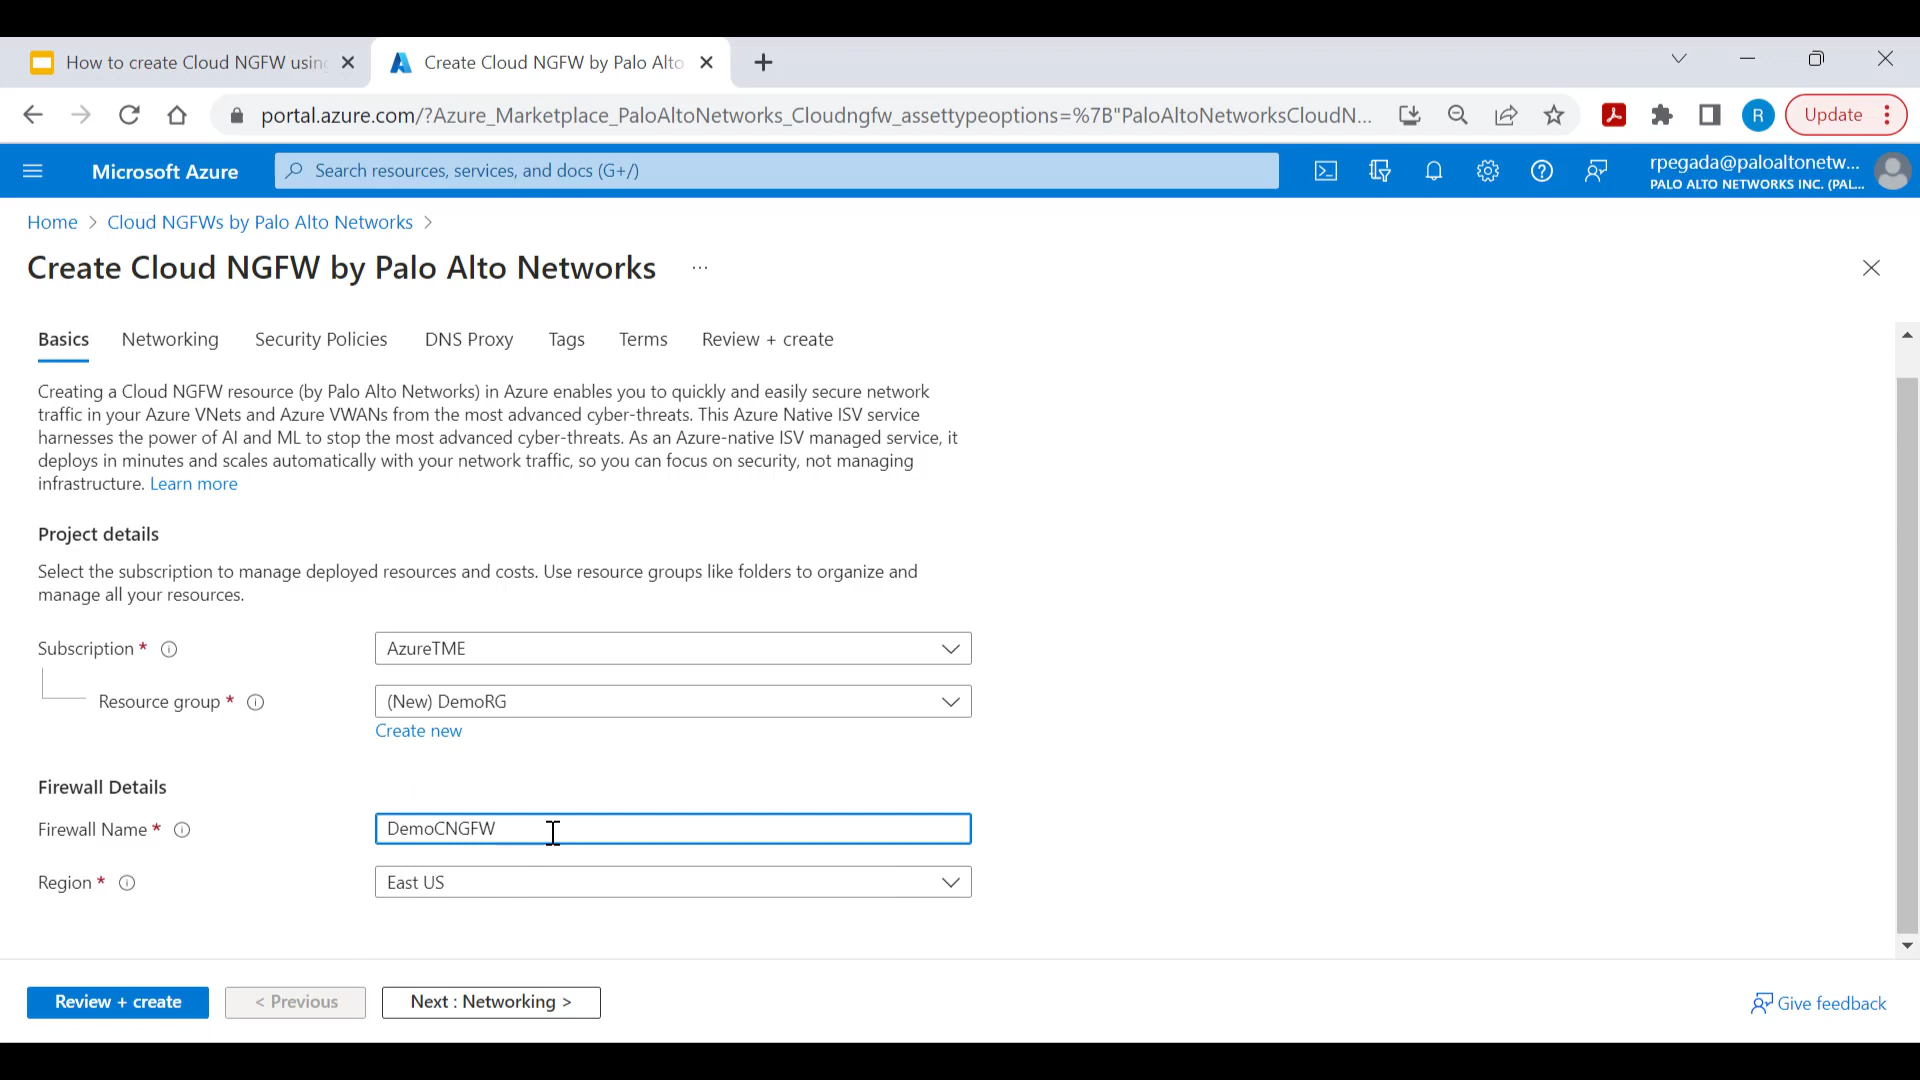 How to create Cloud NGFW usin
Create Cloud NGFW by Palo Alto
portal.azure.com/?Azure_Marketplace_PaloAltoNetworks_Cloudngfw_assettypeoptions=%7B"PaloAltoNetworksCloudN...
R
Update
Microsoft Azure
Search resources, services, and docs (G+/)
rpegada@paloaltonetw...
PALO ALTO NETWORKS INC. (PAL...
Home > Cloud NGFWs by Palo Alto Networks >
Create Cloud NGFW by Palo Alto Networks ...
Basics Networking Security Policies DNS Proxy Tags Terms Review + create
Creating a Cloud NGFW resource (by Palo Alto Networks) in Azure enables you to quickly and easily secure network
traffic in your Azure VNets and Azure VWANs from the most advanced cyber-threats. This Azure Native ISV service
harnesses the power of AI and ML to stop the most advanced cyber-threats. As an Azure-native ISV managed service, it
deploys in minutes and scales automatically with your network traffic, so you can focus on security, not managing
infrastructure. Learn more
Project details
Select the subscription to manage deployed resources and costs. Use resource groups like folders to organize and
manage all your resources.
Subscription * AzureTME
Resource group * (New) DemoRG
Create new
Firewall Details
Firewall Name * DemoCNGFW
Region * East US
Review + create < Previous Next : Networking > Give feedback